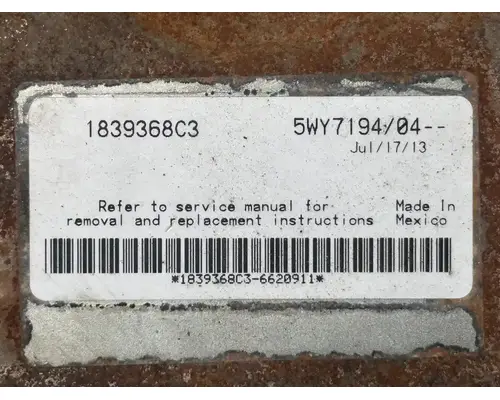 1839368C3 5WY7194/04--
Jul/17/13
Refer to service manual for Made In
removal and replacement instructions Mexico
*1839368C3-6620911*